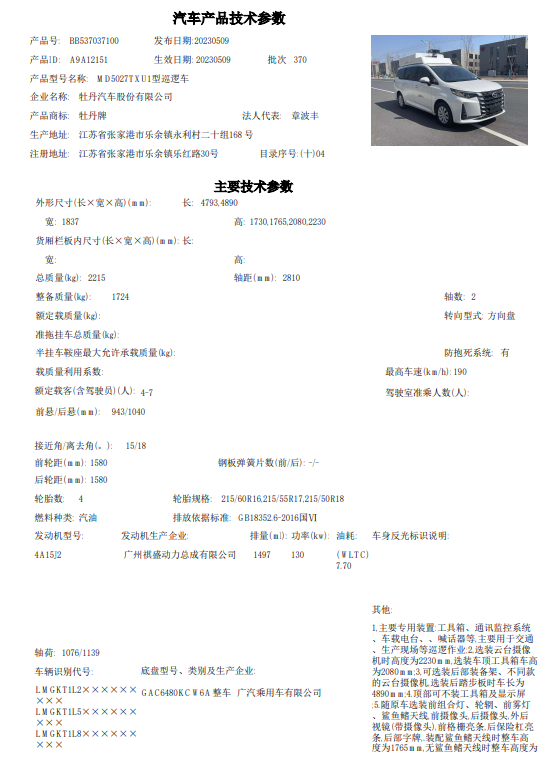 汽车产品技术参数
产品号: BB537037100 发布日期:20230509
产品ID: A9A12151 生效日期:20230509 批次 370
产品型号名称: MD5027TXU1型巡逻车
企业名称: 牡丹汽车股份有限公司
产品商标: 牡丹牌 法人代表: 章波丰
生产地址: 江苏省张家港市乐余镇永利村二十组168号
注册地址: 江苏省张家港市乐余镇乐红路30号 目录序号:(十)04
主要技术参数
外形尺寸(长×宽×高)(mm): 长: 4793,4890
宽: 1837 高: 1730,1765,2080,2230
货厢栏板内尺寸(长×宽×高)(mm): 长:
宽: 高:
总质量(kg): 2215 轴距(mm): 2810
整备质量(kg): 1724 轴数: 2
额定载质量(kg): 转向型式: 方向盘
准拖挂车总质量(kg):
半挂车鞍座最大允许承载质量(kg): 防抱死系统: 有
载质量利用系数: 最高车速(km/h):190
额定载客(含驾驶员)(人): 4-7 驾驶室准乘人数(人):
前悬/后悬(mm): 943/1040
接近角/离去角(。): 15/18
前轮距(mm): 1580 钢板弹簧片数(前/后): -/-
后轮距(mm): 1580
轮胎数: 4 轮胎规格: 215/60R16,215/55R17,215/50R18
燃料种类: 汽油 排放依据标准: GB18352.6-2016国Ⅵ
发动机型号: 发动机生产企业: 排量(ml): 功率(kw): 油耗: 车身反光标识说明:
4A15J2 广州祺盛动力总成有限公司 1497 130 (WLTC)
7.70
其他:
1.主要专用装置:工具箱、通讯监控系统
、车载电台、、喊话器等,主要用于交通
、生产现场等巡逻作业;2.选装云台摄像
机时高度为2230mm,选装车顶工具箱车高
为2080mm;3.可选装后部装备架、不同款
的云台摄像机,选装后踏步板时车长为
4890mm;4.顶部可不装工具箱及显示屏
;5.随原车选装前组合灯、轮辋、前雾灯
、鲨鱼鳍天线,前摄像头,后摄像头,外后
视镜(带摄像头),前格栅亮条,后保险杠亮
条,后部字牌,.装配鲨鱼鳍天线时整车高
度为1765mm,无鲨鱼鳍天线时整车高度为
轴荷: 1076/1139
车辆识别代号: 底盘型号、类别及生产企业:
LMGKT1L2××××××
×××
GAC6480KCW6A 整车 广汽乘用车有限公司
LMGKT1L5××××××
×××
LMGKT1L8××××××
×××